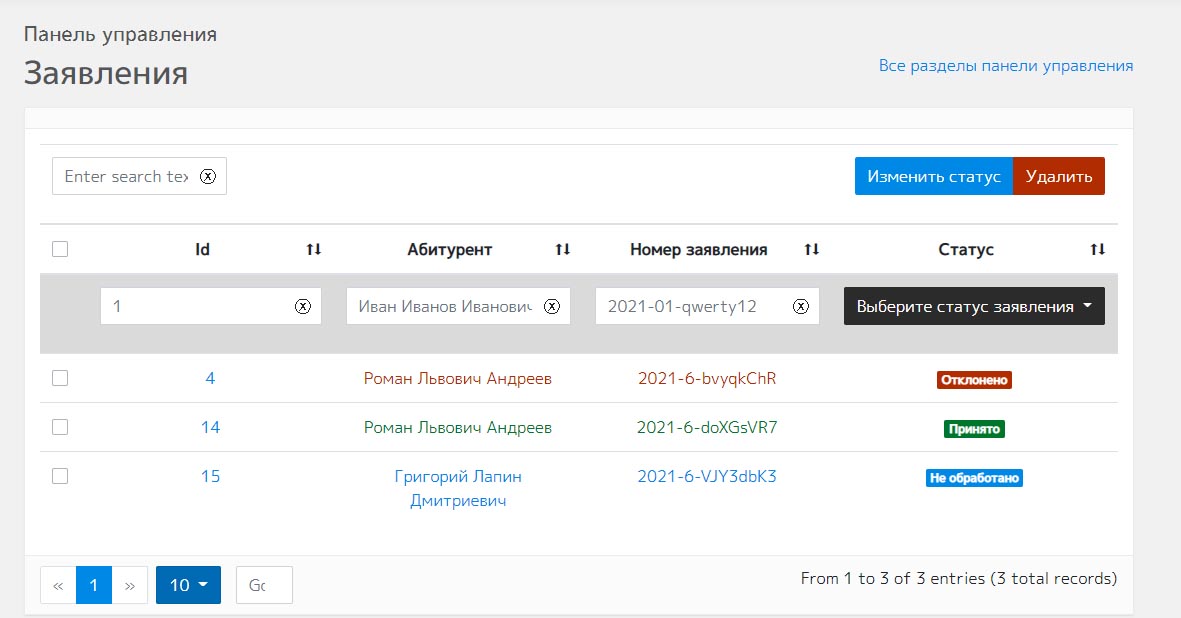 Панель управления
Заявления
Все разделы панели управления
Enter search tex
Изменить статус Удалить
Id Абитурент Номер заявления Статус
1 Иван Иванов Иванович 2021-01-qwerty12 Выберите статус заявления
4 Роман Львович Андреев 2021-6-bvyqkChR Отклонено
14 Роман Львович Андреев 2021-6-doXGsVR7 Принято
15 Григорий Лапин 2021-6-VJY3dbK3 Не обработано
Дмитриевич
« 1 » 10 Go
From 1 to 3 of 3 entries (3 total records)